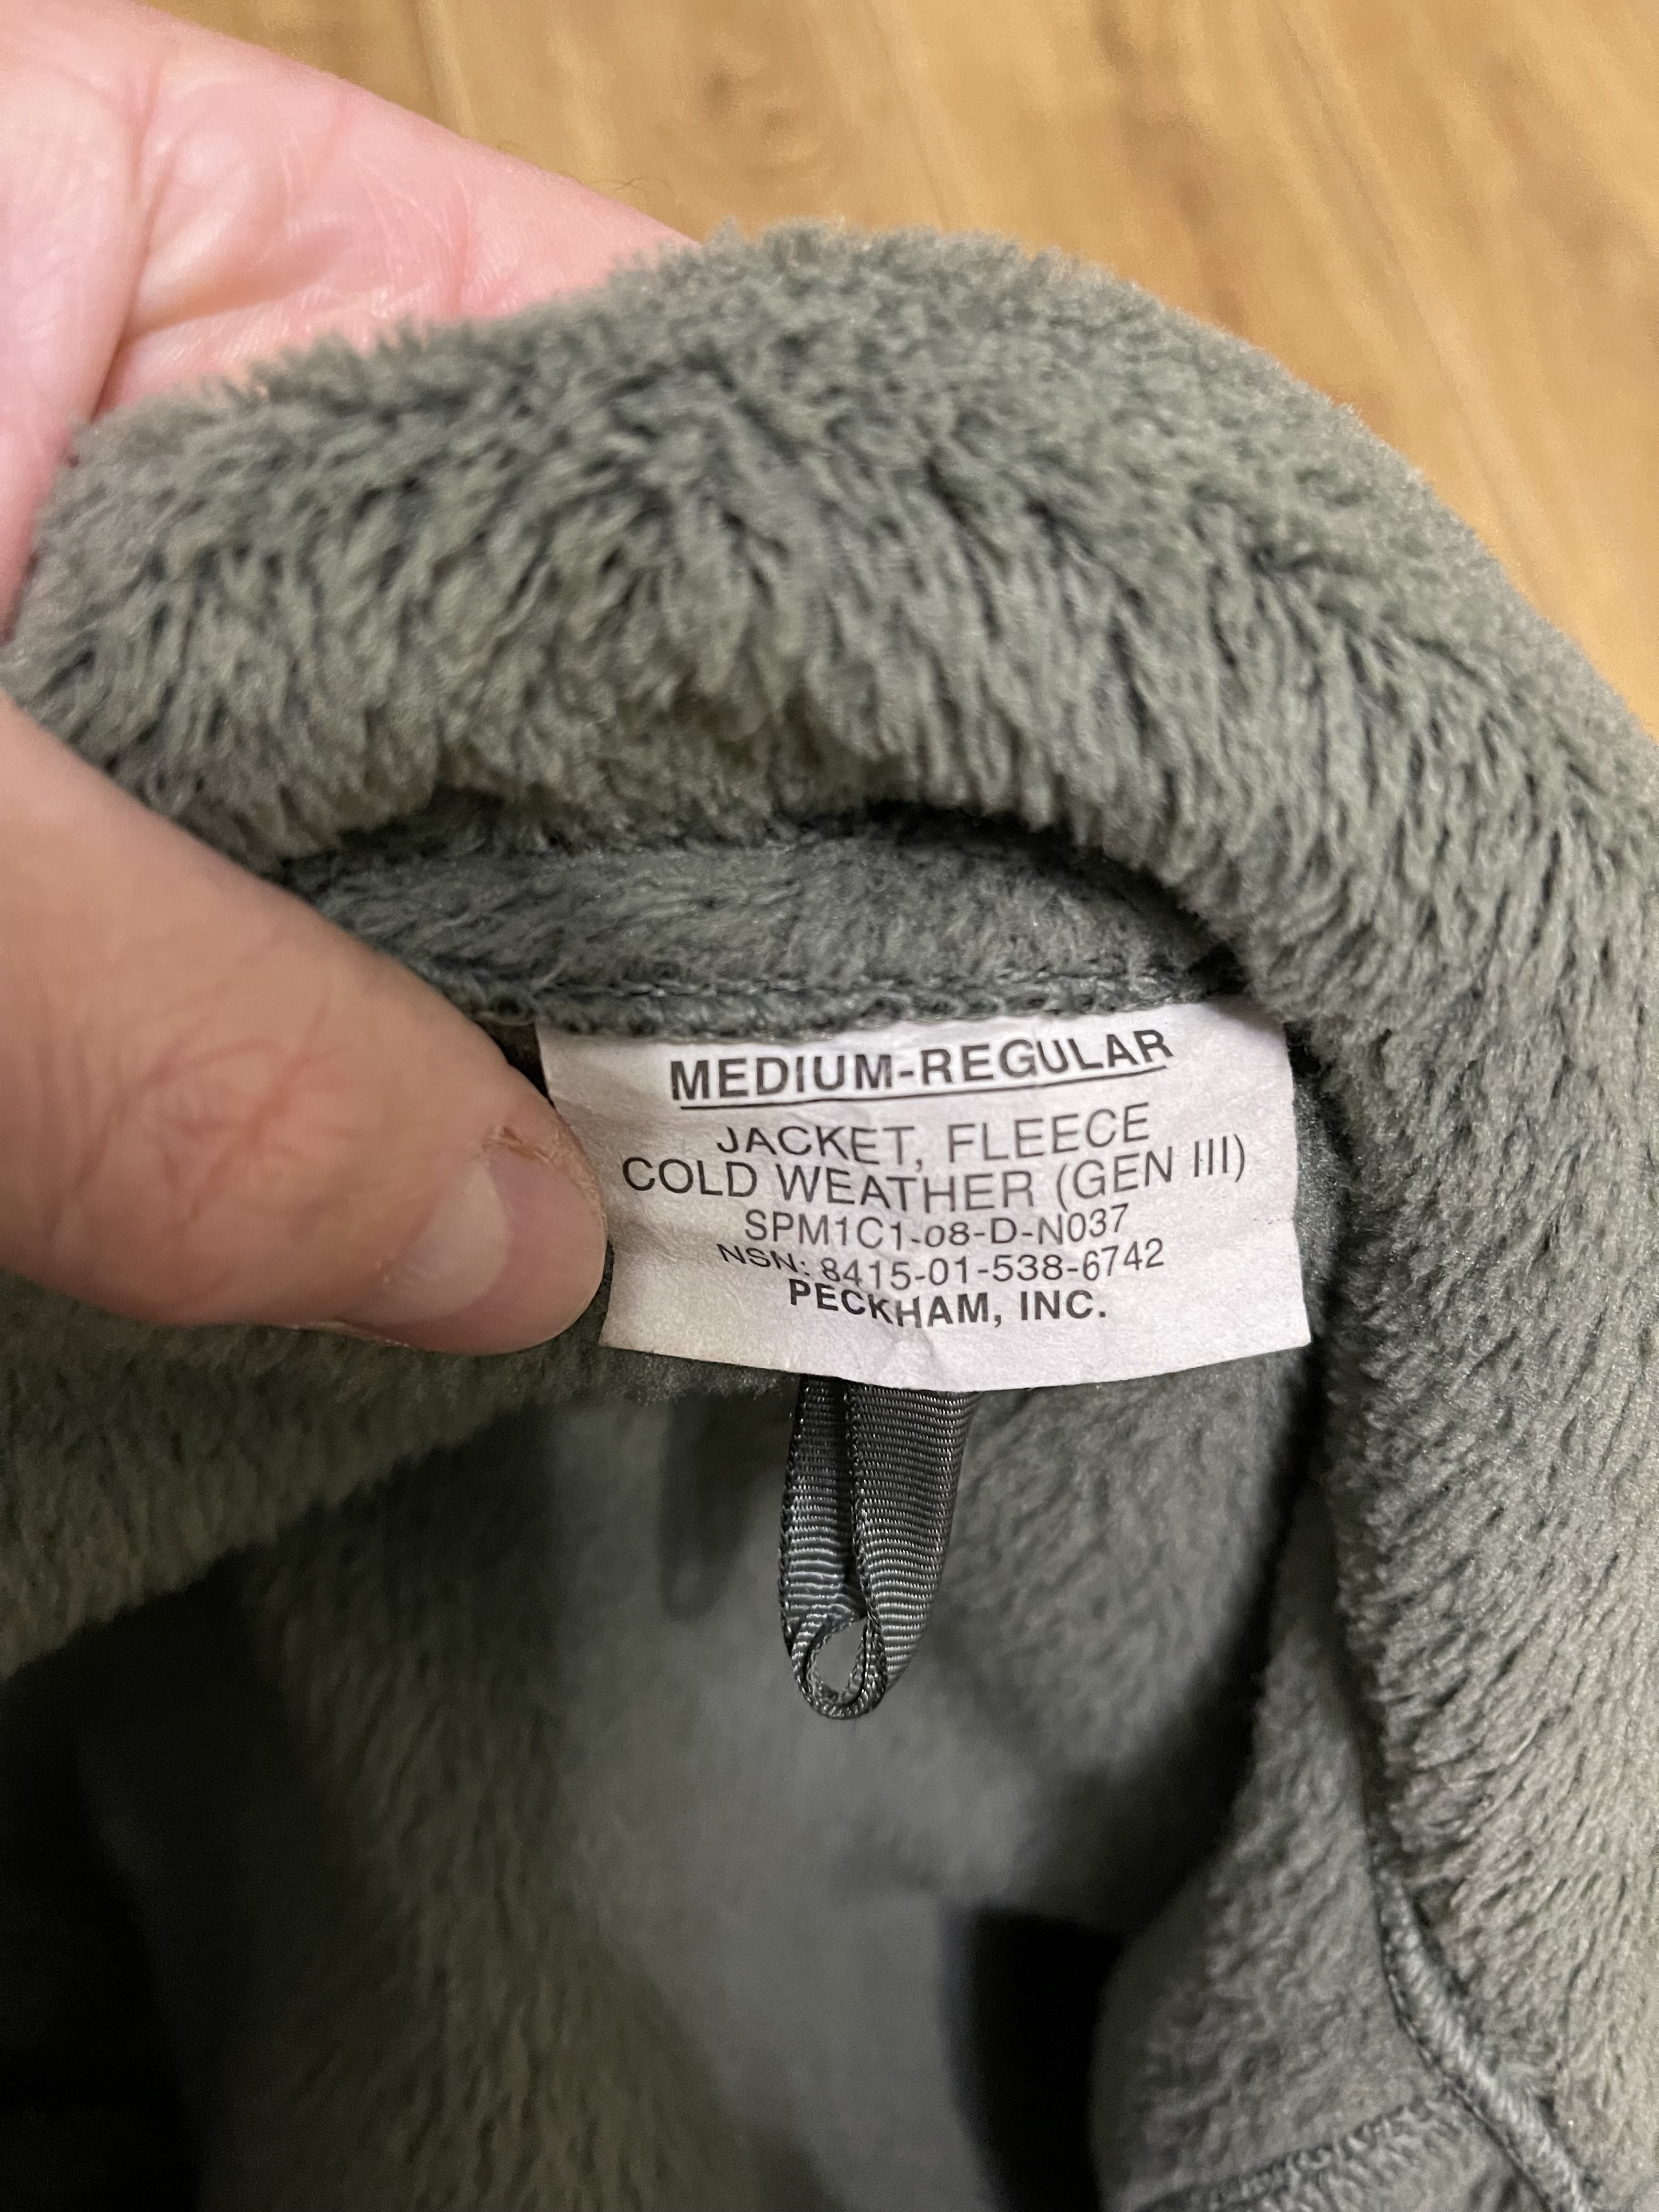 MEDIUM-REGULAR
JACKET, FLEECE
COLD WEATHER (GEN III)
SPM1C1-08-D-N037
NSN: 8415-01-538-6742
PECKHAM, INC.